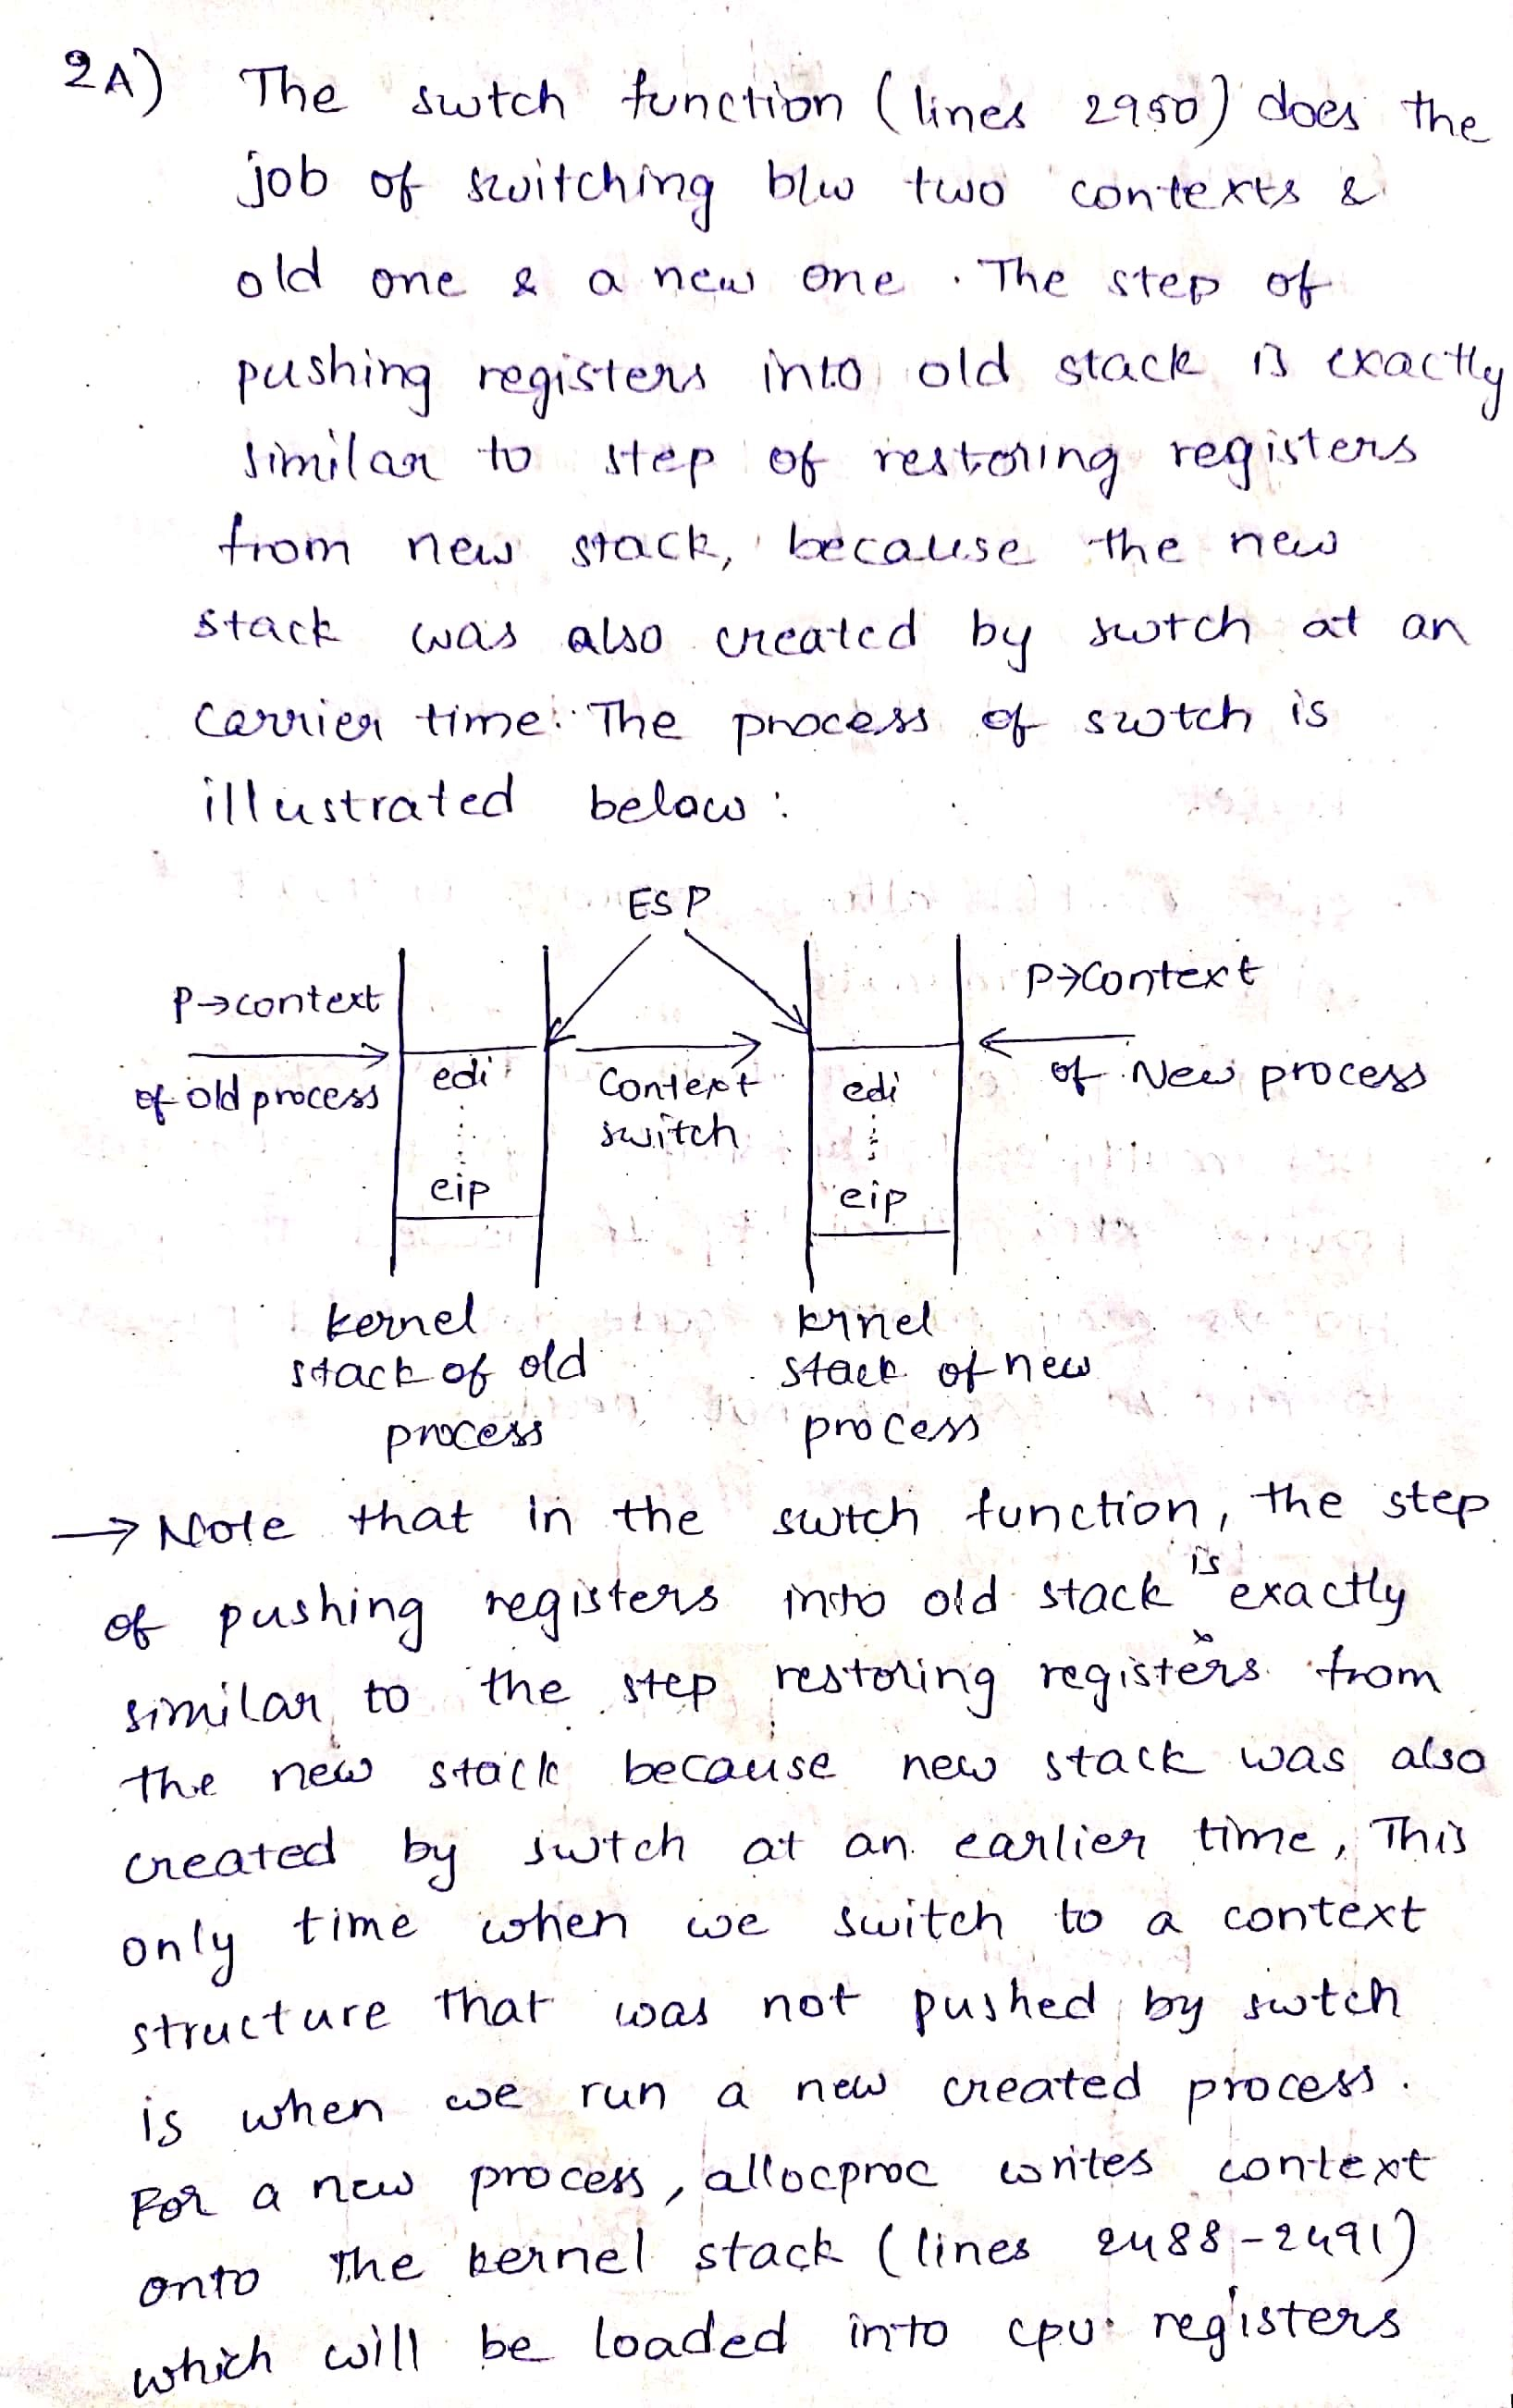 2A) The swtch function (lines 2950) does the
job of switching b/w two contexts &
old one & a new one. The step of
pushing registers into old stack is exactly
similar to step of restoring registers
from new stack, because the new
stack was also created by swtch at an
carrier time. The process of swtch is
illustrated below:
ESP
P→context
of old process
edi
eip
Context
switch
edi
eip
P→Context
of New process
kernel
stack of old
process
krnel
stack of new
process
→ Note that in the swtch function, the step
of pushing registers into old stack is exactly
similar to the step restoring registers from
the new stack because new stack was also
created by swtch at an earlier time, This
only time when we switch to a context
structure that was not pushed by swtch
is when we run a new created process.
For a new process, allocproc writes context
onto the kernel stack (lines 2488-2491)
which will be loaded into cpu registers